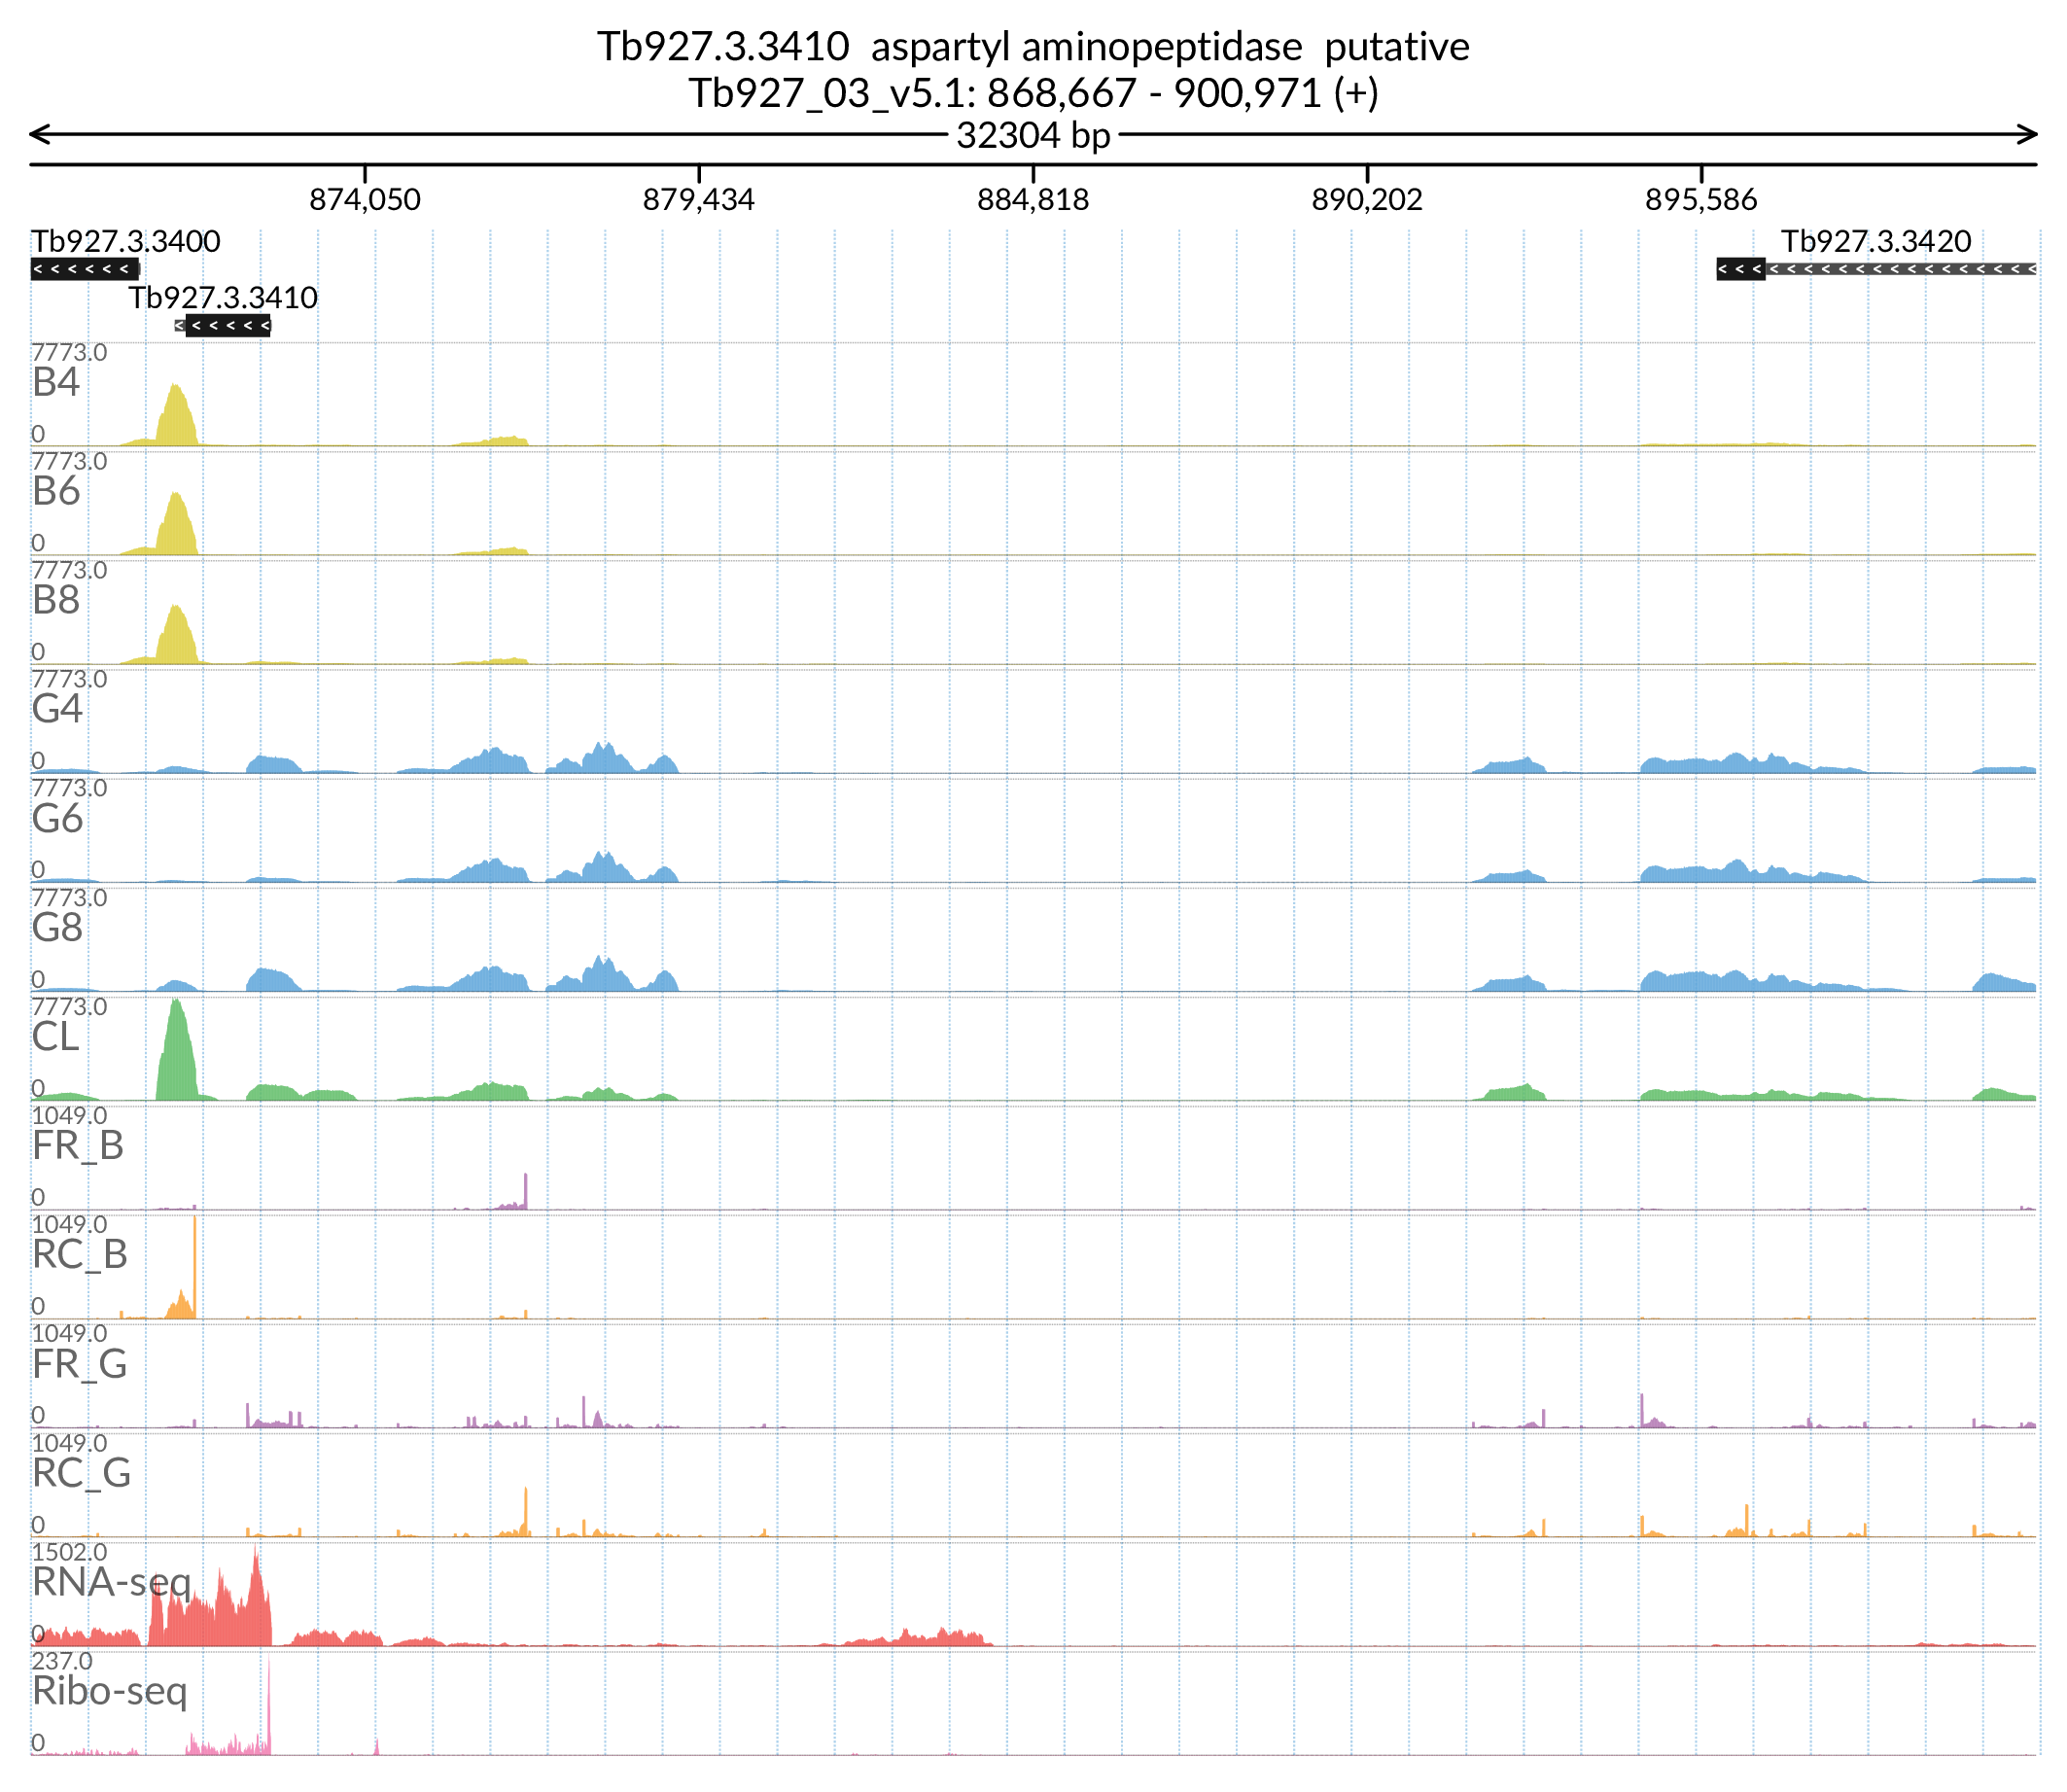 Tb927.3.3410 aspartyl aminopeptidase putative
Tb927_03_v5.1: 868,667 - 900,971 (+)
32304 bp
874,050 879,434 884,818 890,202 895,586
Tb927.3.3400 Tb927.3.3420
Tb927.3.3410
7773.0
B4
0
7773.0
B6
0
7773.0
B8
0
7773.0
G4
0
7773.0
G6
0
7773.0
G8
0
7773.0
CL
0
1049.0
FR_B
0
1049.0
RC_B
0
1049.0
FR_G
0
1049.0
RC_G
0
1502.0
RNA-seq
0
237.0
Ribo-seq
0